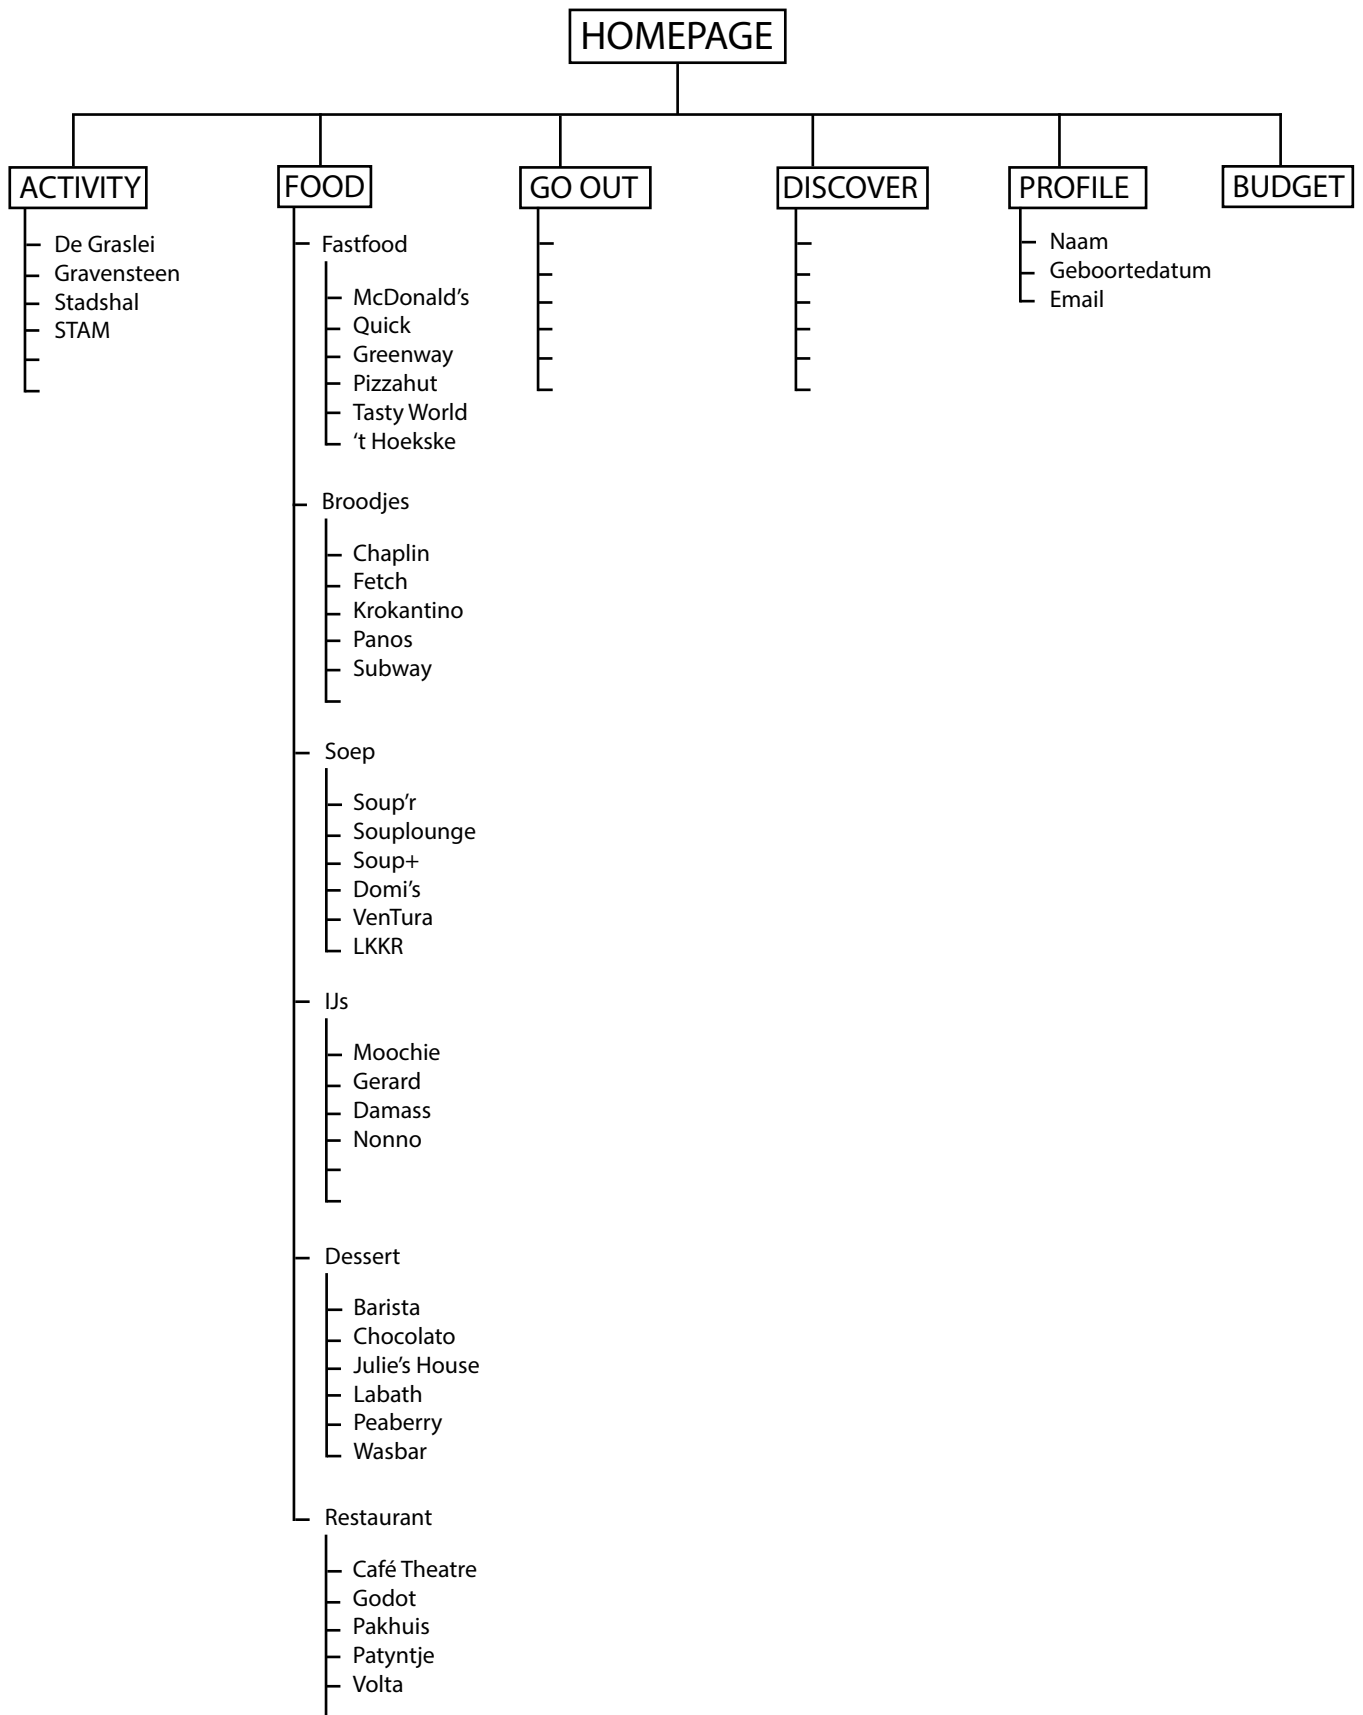 HOMEPAGE
ACTIVITY
De Graslei
Gravensteen
Stadshal
STAM
FOOD
Fastfood
McDonald’s
Quick
Greenway
Pizzahut
Tasty World
‘t Hoekske
Broodjes
Chaplin
Fetch
Krokantino
Panos
Subway
Soep
Soup’r
Souplounge
Soup+
Domi’s
VenTura
LKKR
IJs
Moochie
Gerard
Damass
Nonno
Dessert
Barista
Chocolato
Julie’s House
Labath
Peaberry
Wasbar
Restaurant
Café Theatre
Godot
Pakhuis
Patyntje
Volta
GO OUT
DISCOVER
PROFILE
Naam
Geboortedatum
Email
BUDGET